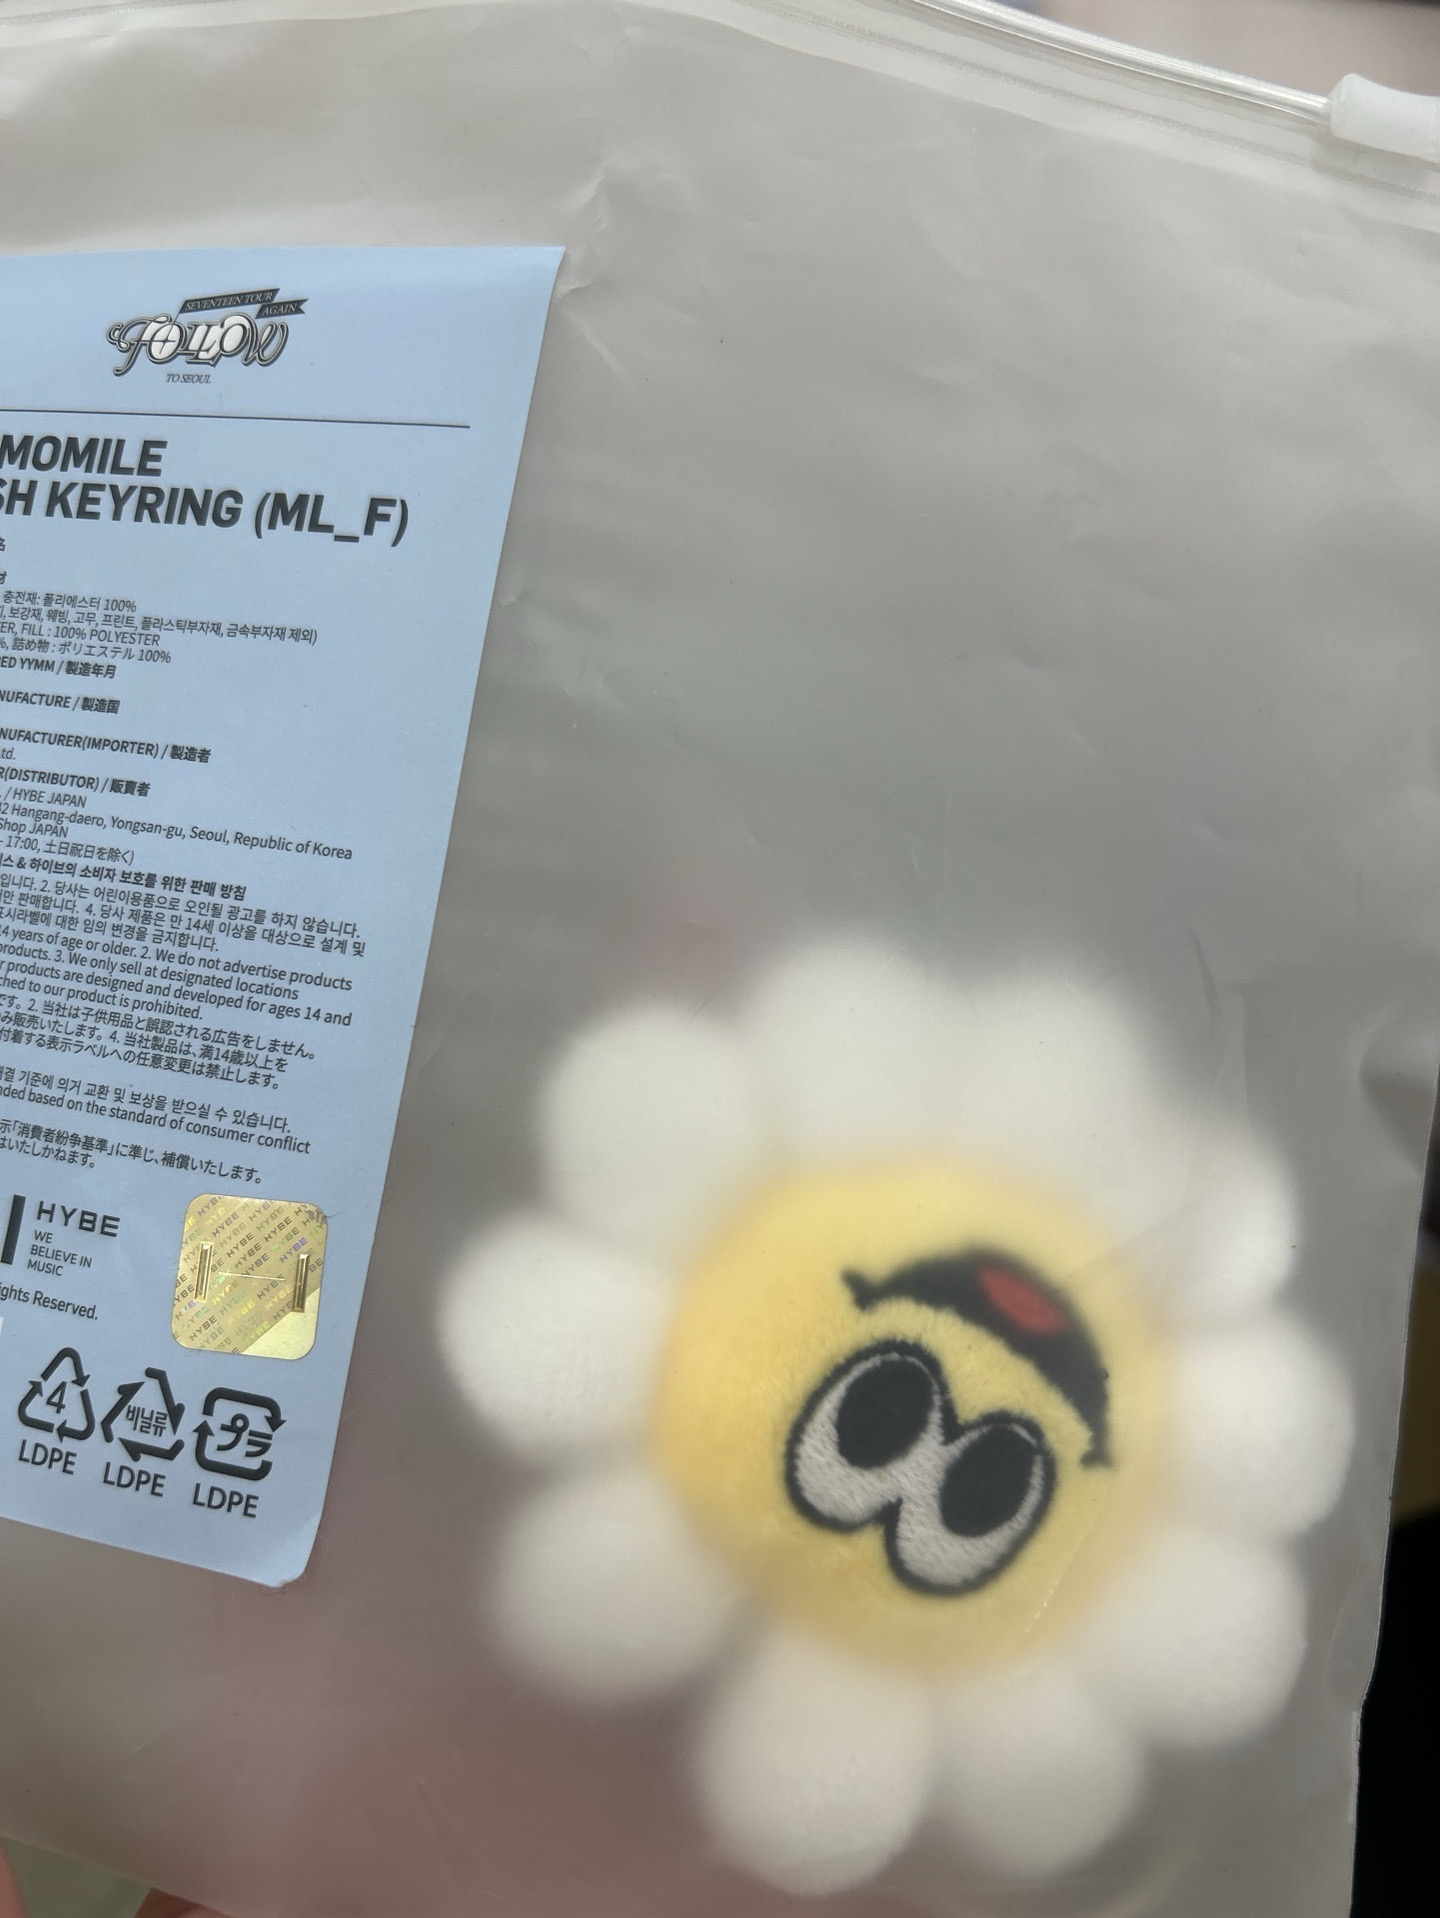 SEVENTEEN TOUR
AGAIN
FOLLOW
TO SEOUL
MOMILE
SH KEYRING (ML_F)
名
충전재: 폴리에스터 100%
보강재, 웨빙, 고무, 프린트, 플라스틱부자재, 금속부자재 제외)
ER, FILL : 100% POLYESTER
%, 詰め物 : ポリエステル 100%
ED YYMM / 製造年月
NUFACTURE / 製造国
NUFACTURER(IMPORTER) / 製造者
td.
R(DISTRIBUTOR) / 販賣者
. / HYBE JAPAN
42 Hangang-daero, Yongsan-gu, Seoul, Republic of Korea
Shop JAPAN
- 17:00, 土日祝日を除く)
스 & 하이브의 소비자 보호를 위한 판매 방침
입니다. 2. 당사는 어린이용품으로 오인될 광고를 하지 않습니다.
만 판매합니다. 4. 당사 제품은 만 14세 이상을 대상으로 설계 및
표시라벨에 대한 임의 변경을 금지합니다.
14 years of age or older. 2. We do not advertise products
products. 3. We only sell at designated locations
r products are designed and developed for ages 14 and
ched to our product is prohibited.
です。2. 当社は子供用品と誤認される広告をしません。
み販売いたします。4. 当社製品は、満14歳以上を
付着する表示ラベルへの任意変更は禁止します。
결 기준에 의거 교환 및 보상을 받으실 수 있습니다.
nded based on the standard of consumer conflict
示「消費者紛争基準」に準じ、補償いたします。
はいたしかねます。
HYBE
WE
BELIEVE IN
MUSIC
ights Reserved.
HYBE HYBE HYBE
4
비닐류
プラ
LDPE
LDPE
LDPE